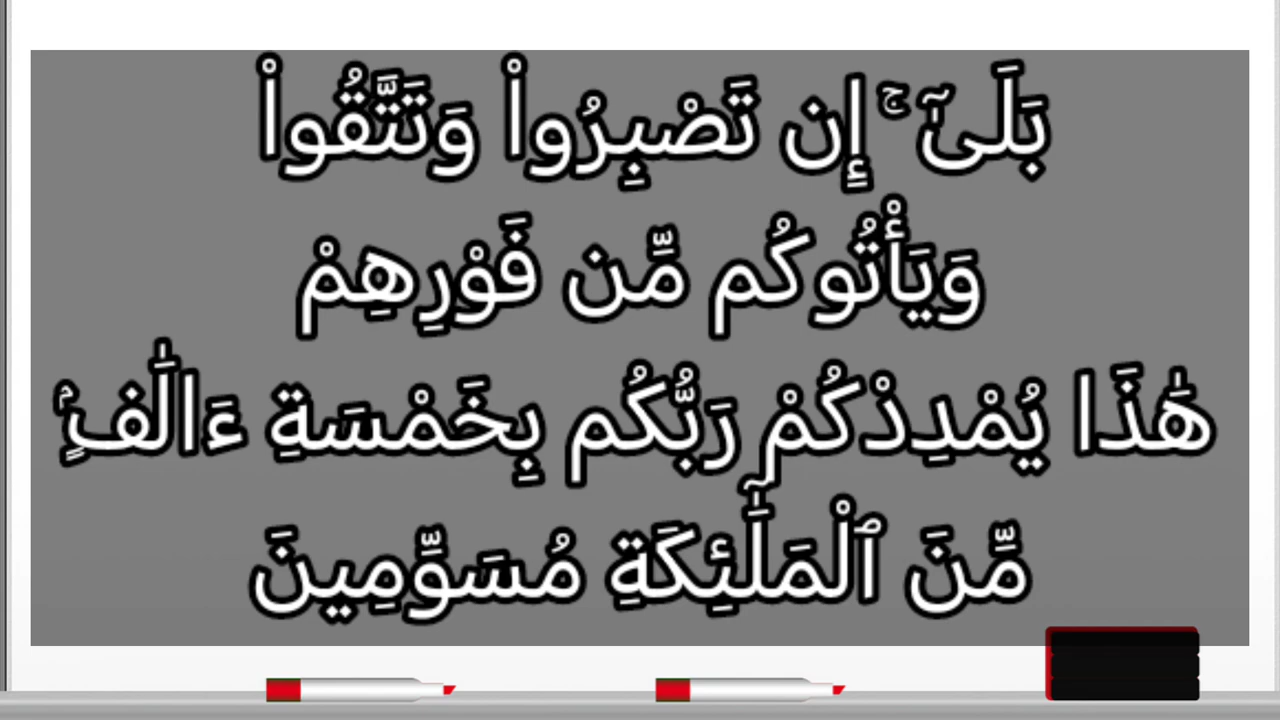 بَلَىٰٓ ۚ إِن تَصْبِرُواْ وَتَتَّقُواْ
وَيَأْتُوكُم مِّن فَوْرِهِمْ
هَٰذَا يُمْدِدْكُمْ رَبُّكُم بِخَمْسَةِ ءَالَٰفٍۢ
مِّنَ ٱلْمَلَٰٓئِكَةِ مُسَوِّمِينَ